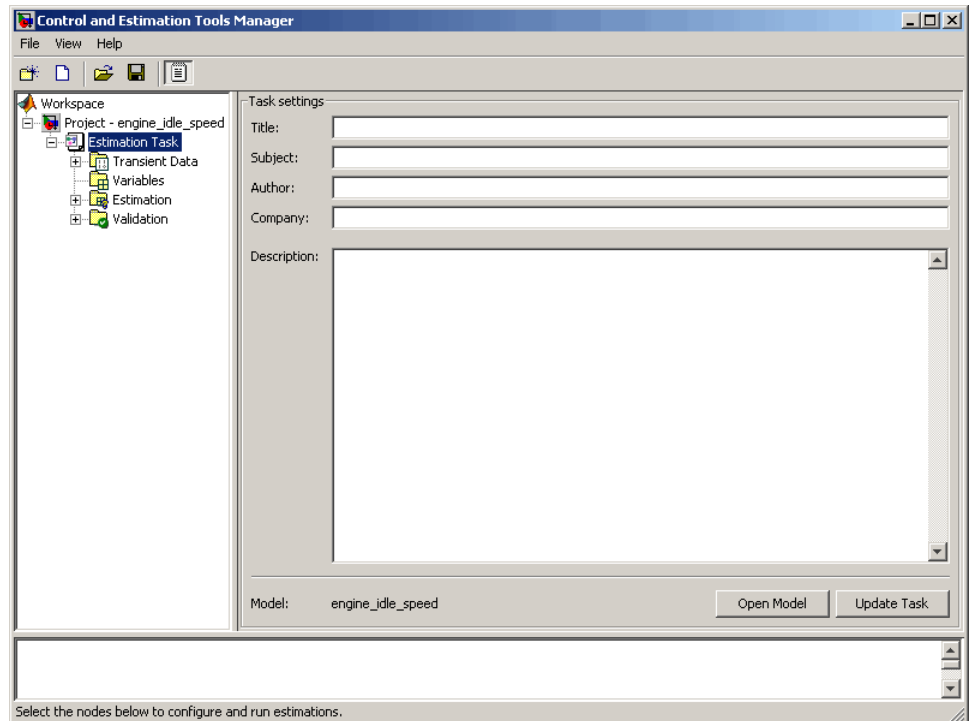 Control and Estimation Tools Manager
File View Help
Workspace
Project - engine_idle_speed
Estimation Task
Transient Data
Variables
Estimation
Validation
Task settings
Title:
Subject:
Author:
Company:
Description:
Model: engine_idle_speed
Open Model
Update Task
Select the nodes below to configure and run estimations.